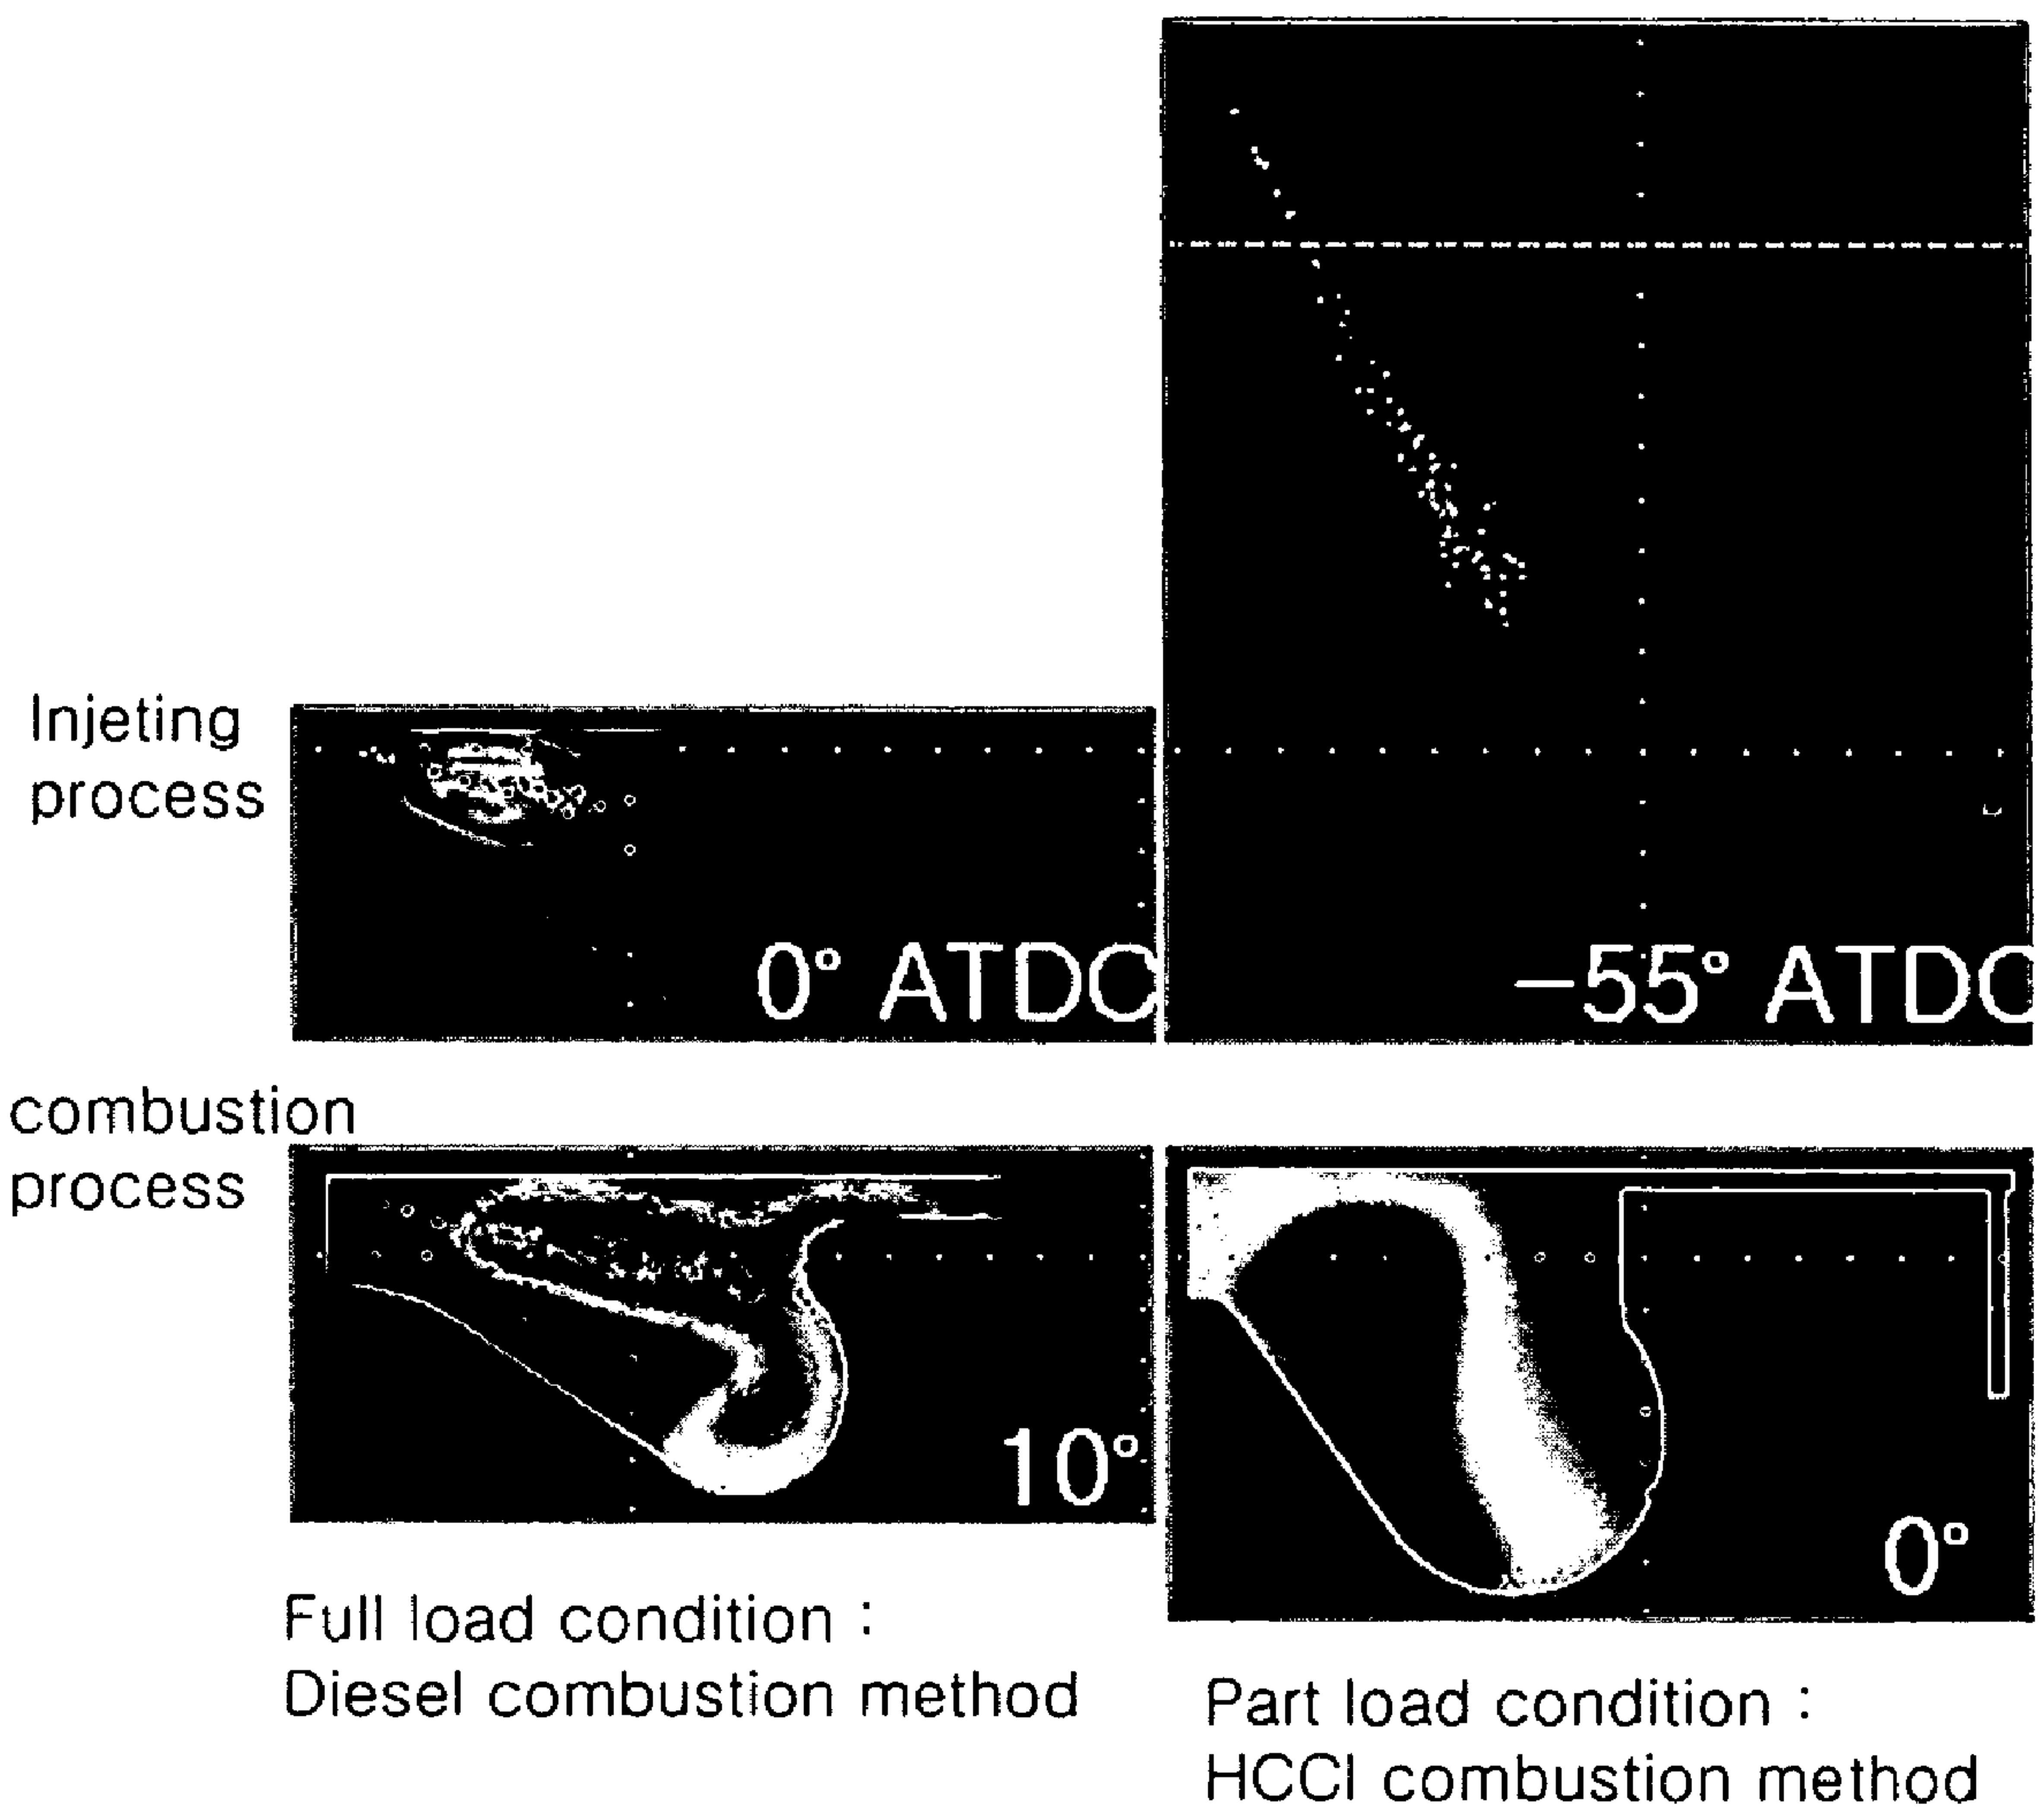 Injeting
process
0° ATDC
-55° ATDC
combustion
process
10°
0°
Full load condition :
Diesel combustion method
Part load condition :
HCCI combustion method